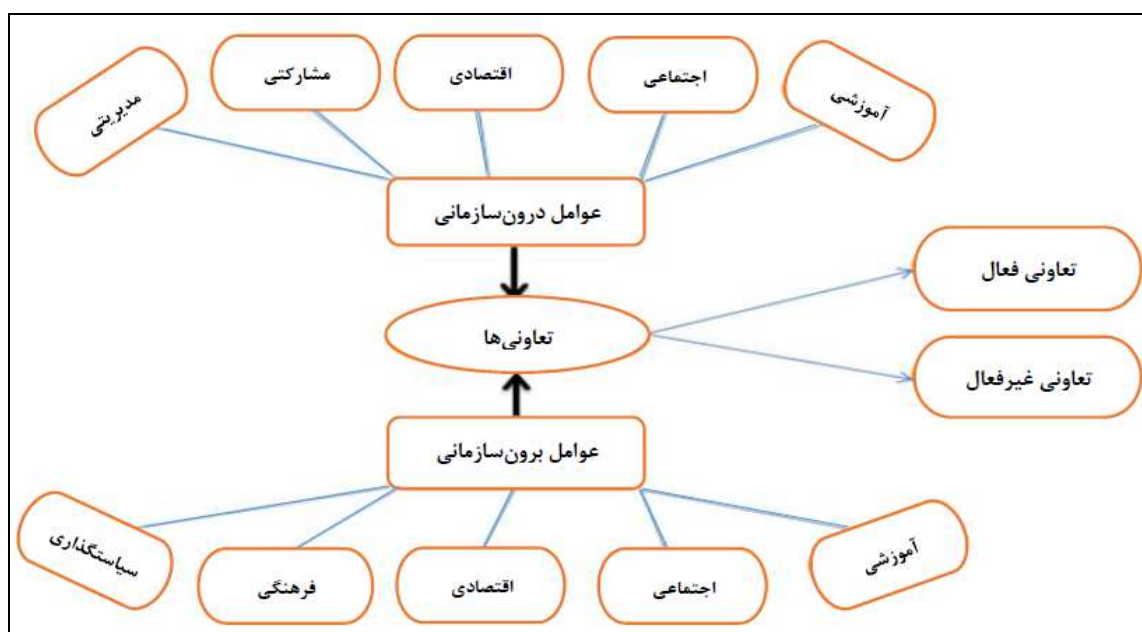 آموزشی
اجتماعی
اقتصادی
مشارکتی
مدیریتی
عوامل درون‌سازمانی
تعاونی فعال
تعاونی‌ها
تعاونی غیرفعال
عوامل برون‌سازمانی
آموزشی
اجتماعی
اقتصادی
فرهنگی
سیاستگذاری